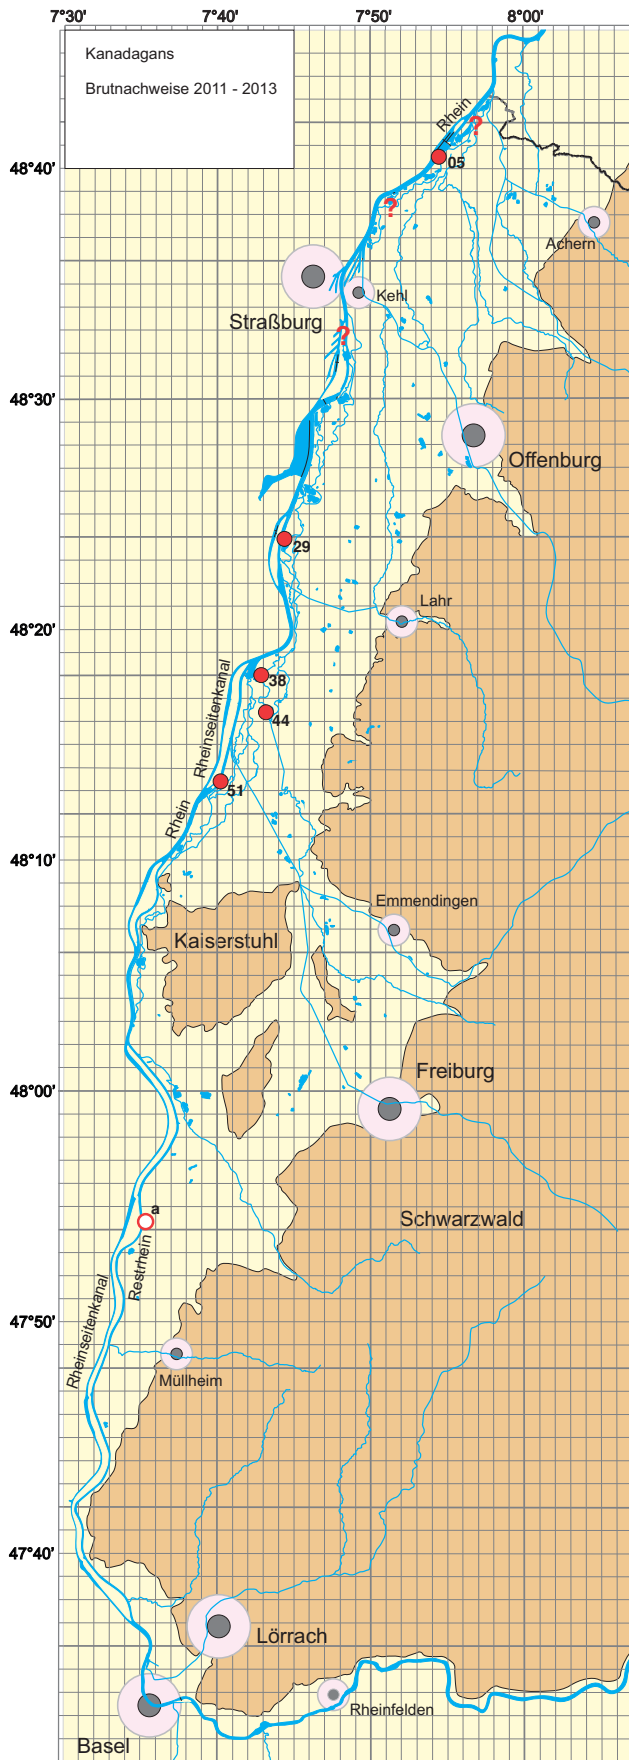 7°30' 7°40' 7°50' 8°00'
Kanadagans
Brutnachweise 2011 - 2013
Rhein
?
48°40'
05
?
Achern
Kehl
Straßburg
?
48°30'
Offenburg
29
Lahr
48°20'
38
Rheinseitenkanal
44
51
Rhein
48°10'
Emmendingen
Kaiserstuhl
Freiburg
48°00'
a
Schwarzwald
Restrhein
47°50'
Rheinseitenkanal
Müllheim
47°40'
Lörrach
Rheinfelden
Basel